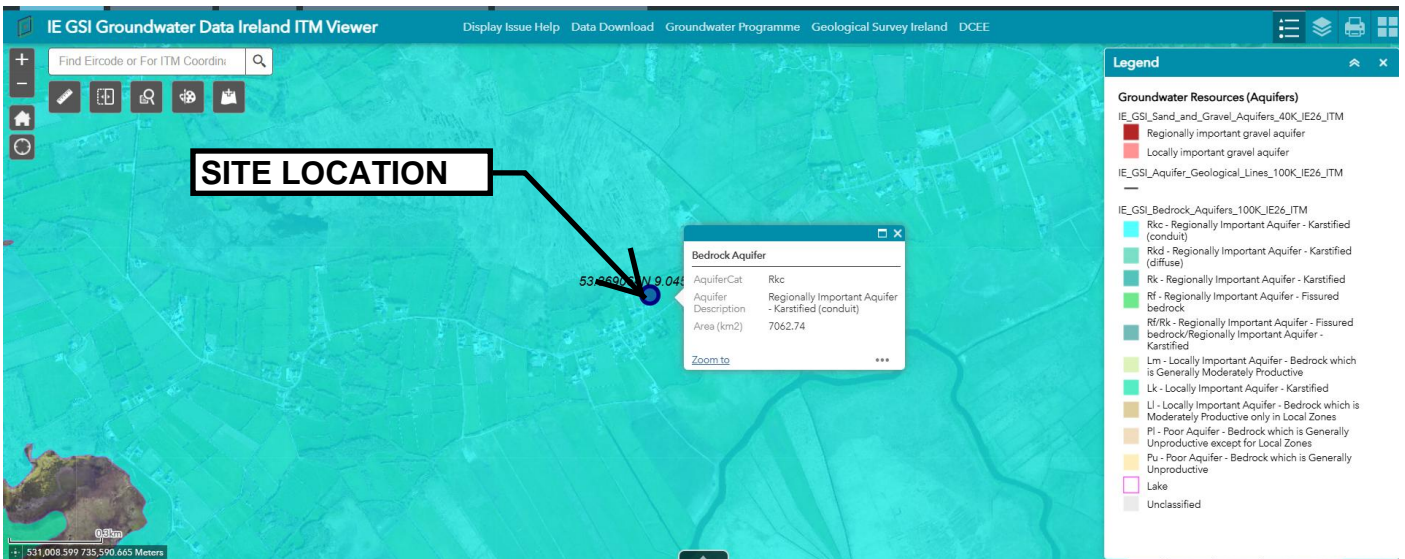 IE GSI Groundwater Data Ireland ITM Viewer
Display Issue Help Data Download Groundwater Programme Geological Survey Ireland DCEE
+
−
Find Eircode or For ITM Coordin
SITE LOCATION
Bedrock Aquifer
AquiferCat Rkc
Aquifer Description Regionally Important Aquifer
- Karstified (conduit)
Area (km2) 7062.74
Zoom to
Legend
Groundwater Resources (Aquifers)
IE_GSI_Sand_and_Gravel_Aquifers_40K_IE26_ITM
Regionally important gravel aquifer
Locally important gravel aquifer
IE_GSI_Aquifer_Geological_Lines_100K_IE26_ITM
IE_GSI_Bedrock_Aquifers_100K_IE26_ITM
Rkc - Regionally Important Aquifer - Karstified
(conduit)
Rkd - Regionally Important Aquifer - Karstified
(diffuse)
Rk - Regionally Important Aquifer - Karstified
Rf - Regionally Important Aquifer - Fissured
bedrock
Rf/Rk - Regionally Important Aquifer - Fissured
bedrock/Regionally Important Aquifer -
Karstified
Lm - Locally Important Aquifer - Bedrock which
is Generally Moderately Productive
Lk - Locally Important Aquifer - Karstified
Ll - Locally Important Aquifer - Bedrock which is
Moderately Productive only in Local Zones
Pl - Poor Aquifer - Bedrock which is Generally
Unproductive except for Local Zones
Pu - Poor Aquifer - Bedrock which is Generally
Unproductive
Lake
Unclassified
0.3km
531,008.599 735,590.665 Meters